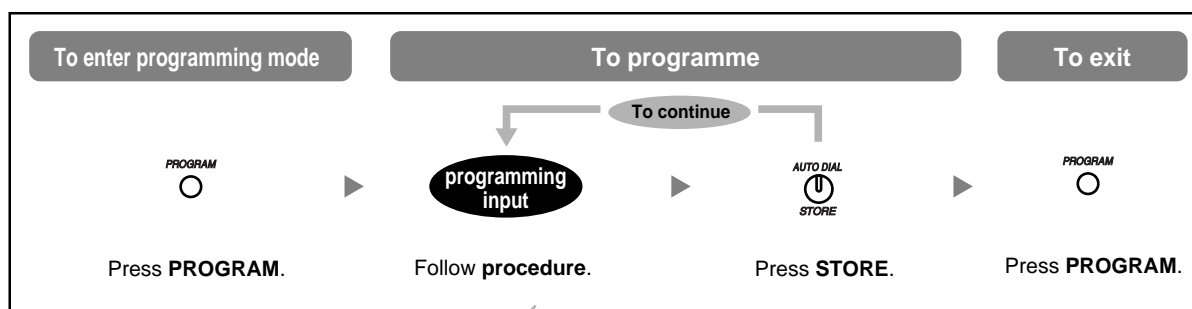 To enter programming mode
To programme
To exit
To continue
PROGRAM
programming
input
AUTO DIAL
STORE
PROGRAM
Press PROGRAM.
Follow procedure.
Press STORE.
Press PROGRAM.